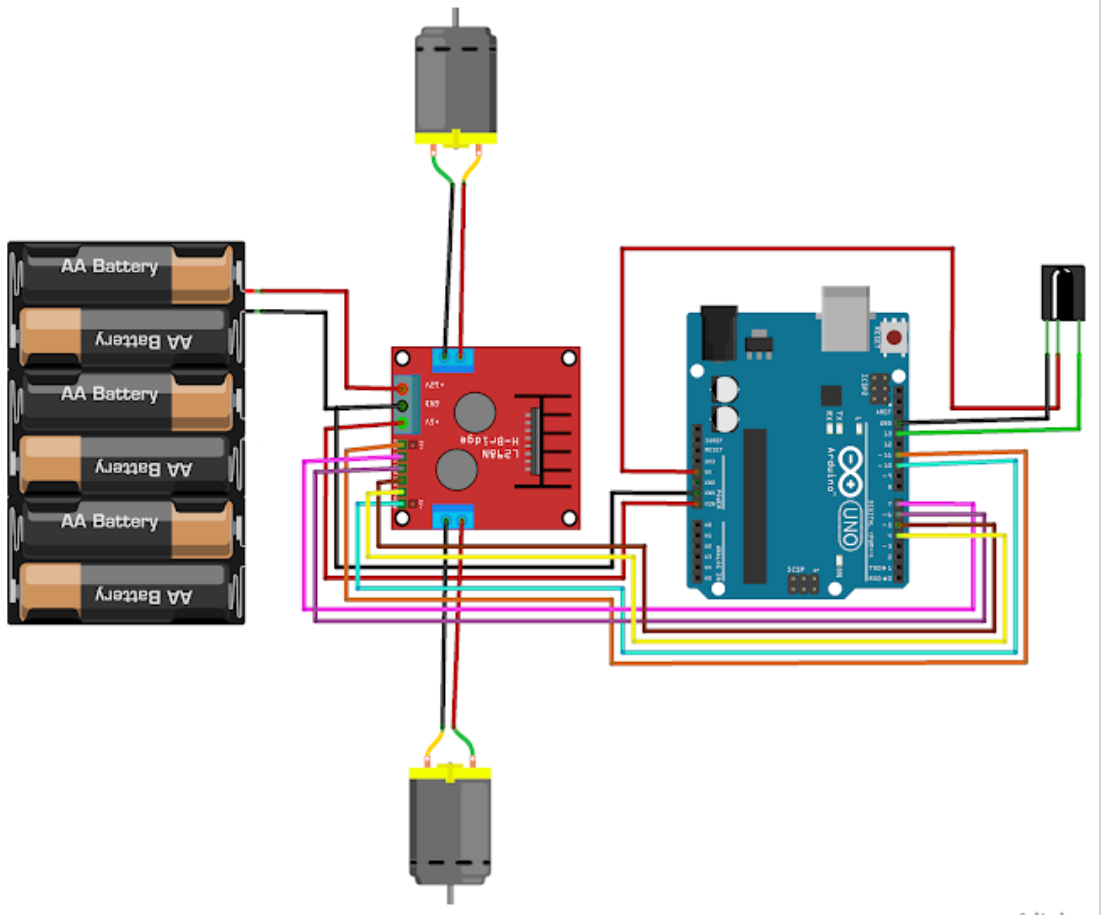 AA Battery
AA Battery
AA Battery
AA Battery
AA Battery
AA Battery
+12V
GND
+5V
L298N
H-Bridge
RESET
ICSP2
AREF
GND
13
12
~11
~10
~9
8
7
~6
~5
4
~3
2
TX0▸1
RX0◂0
DIGITAL (PWM~)
IOREF
RESET
3V3
5V
GND
GND
VIN
POWER
A0
A1
A2
A3
A4
A5
ANALOG IN
L
TX
RX
ON
Arduino
UNO
ICSP